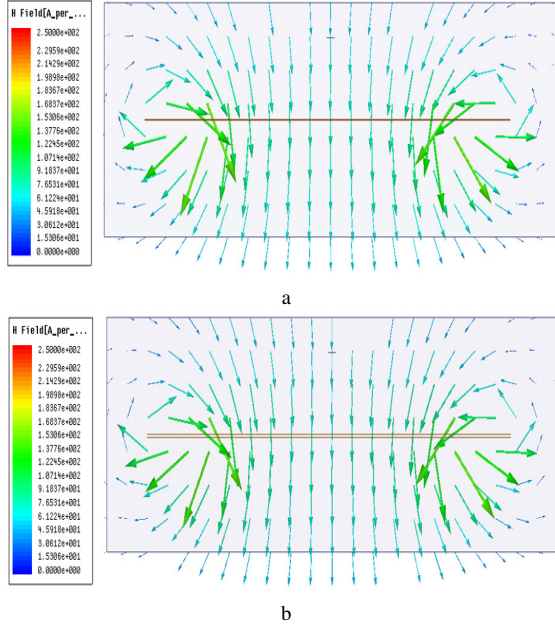 H Field[A_per_...
2.5000e+002
2.2959e+002
2.1429e+002
1.9898e+002
1.8367e+002
1.6837e+002
1.5306e+002
1.3776e+002
1.2245e+002
1.0714e+002
9.1837e+001
7.6531e+001
6.1224e+001
4.5918e+001
3.0612e+001
1.5306e+001
0.0000e+000
a
H Field[A_per_...
2.5000e+002
2.2959e+002
2.1429e+002
1.9898e+002
1.8367e+002
1.6837e+002
1.5306e+002
1.3776e+002
1.2245e+002
1.0714e+002
9.1837e+001
7.6531e+001
6.1224e+001
4.5918e+001
3.0612e+001
1.5306e+001
0.0000e+000
b